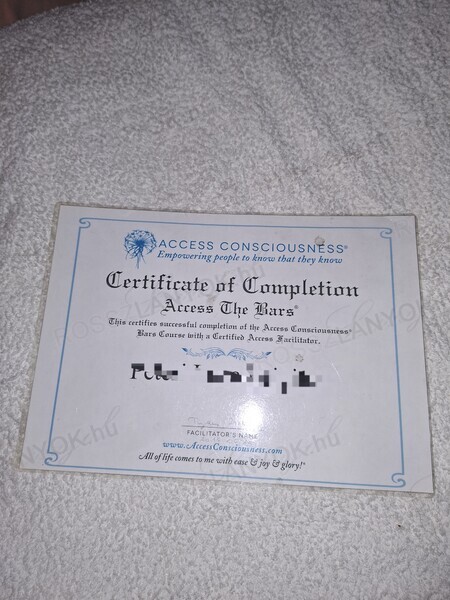 ACCESS CONSCIOUSNESS®
Empowering people to know that they know
Certificate of Completion
Access The Bars®
This certifies successful completion of the Access Consciousness®
Bars Course with a Certified Access Facilitator.
FACILITATOR'S NAME
www.AccessConsciousness.com
All of life comes to me with ease & joy & glory!®